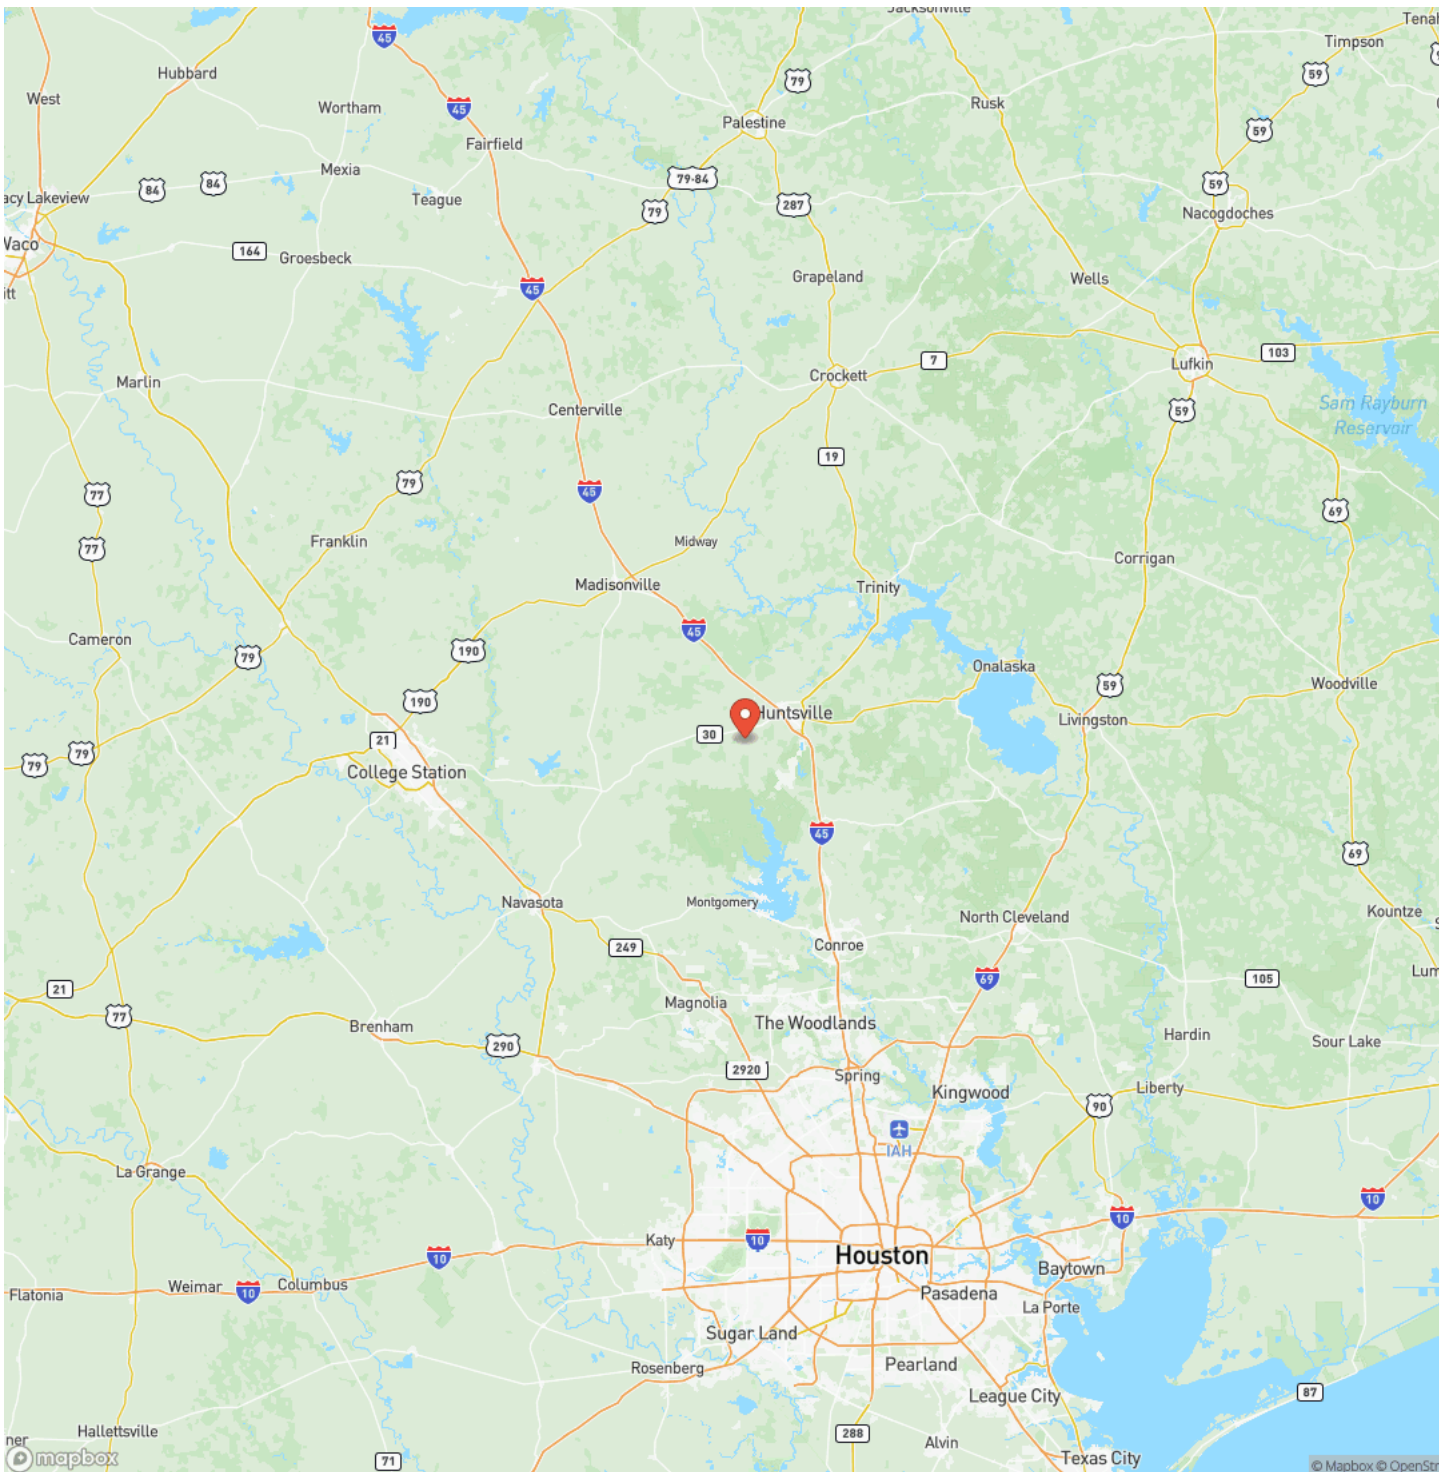 Jacksonville
45
Tenah
Timpson
Hubbard
59
79
West
Wortham
45
Rusk
Palestine
59
Fairfield
Mexia
79-84
84
84
59
acy Lakeview
Teague
287
79
Nacogdoches
Waco
164
Groesbeck
Grapeland
Wells
45
itt
103
7
Lufkin
Crockett
Marlin
Sam Rayburn
Reservoir
Centerville
59
19
79
77
45
69
Franklin
Midway
77
Corrigan
Madisonville
Trinity
45
Cameron
190
79
Onalaska
59
Woodville
190
Huntsville
Livingston
30
21
79
79
College Station
45
69
Navasota
Montgomery
Kountze
North Cleveland
249
Conroe
Lum
69
105
21
Magnolia
77
The Woodlands
Brenham
Hardin
290
Sour Lake
2920
Spring
Liberty
Kingwood
90
IAH
La Grange
10
10
Katy
10
10
Houston
Baytown
Weimar
10
Columbus
Flatonia
Pasadena
La Porte
Sugar Land
Rosenberg
Pearland
87
League City
Hallettsville
288
ner
Alvin
mapbox
71
Texas City
© Mapbox © OpenStr